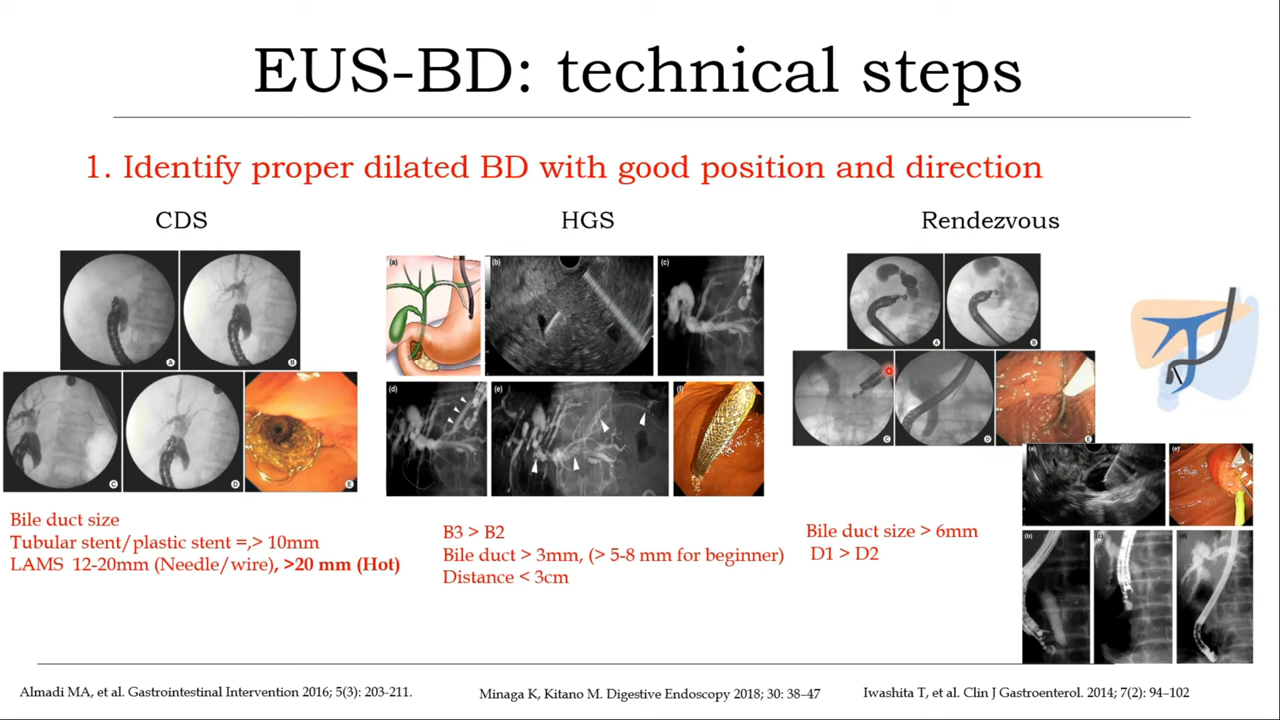 EUS-BD: technical steps
1. Identify proper dilated BD with good position and direction
CDS
HGS
Rendezvous
A
B
C
D
E
(a)
(b)
(c)
(d)
(e)
(f)
A
B
C
D
E
(a)
(e)
(b)
(c)
(d)
Bile duct size
Tubular stent/plastic stent =,> 10mm
LAMS 12-20mm (Needle/wire), >20 mm (Hot)
B3 > B2
Bile duct > 3mm, (> 5-8 mm for beginner)
Distance < 3cm
Bile duct size > 6mm
D1 > D2
Almadi MA, et al. Gastrointestinal Intervention 2016; 5(3): 203-211.
Minaga K, Kitano M. Digestive Endoscopy 2018; 30: 38–47
Iwashita T, et al. Clin J Gastroenterol. 2014; 7(2): 94–102